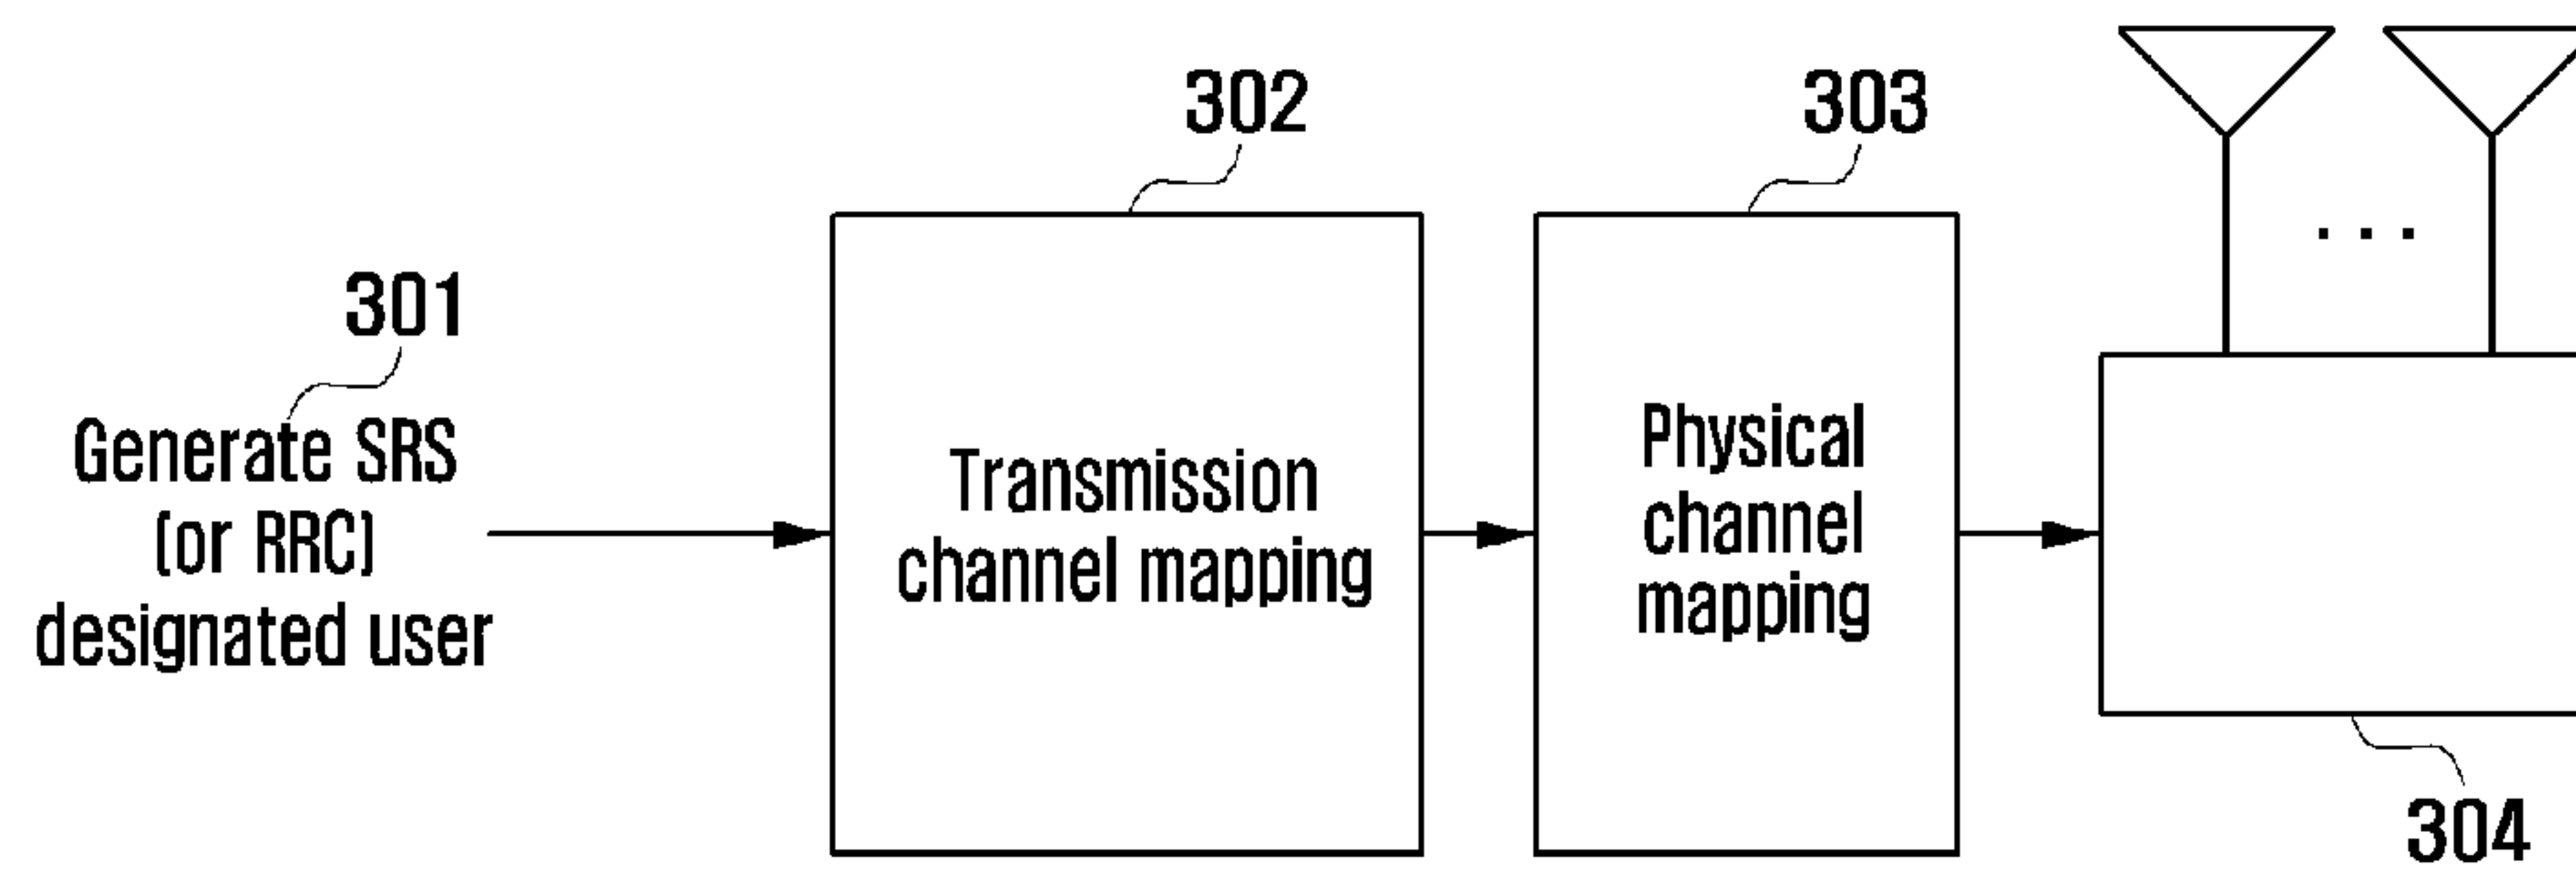 302
303
301
Generate SRS
(or RRC)
designated user
Transmission
channel mapping
Physical
channel
mapping
. . .
304